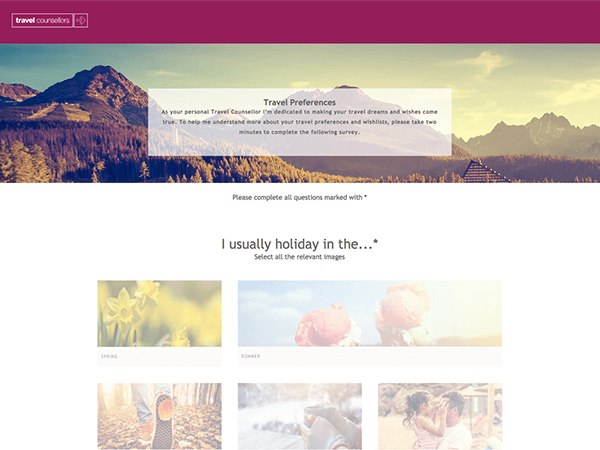 travel counsellors
Travel Preferences
As your personal Travel Counsellor I'm dedicated to making your travel dreams and wishes come
true. To help me understand more about your travel preferences and wishlists, please take two
minutes to complete the following survey.
Please complete all questions marked with *
I usually holiday in the...*
Select all the relevant images
SPRING
SUMMER